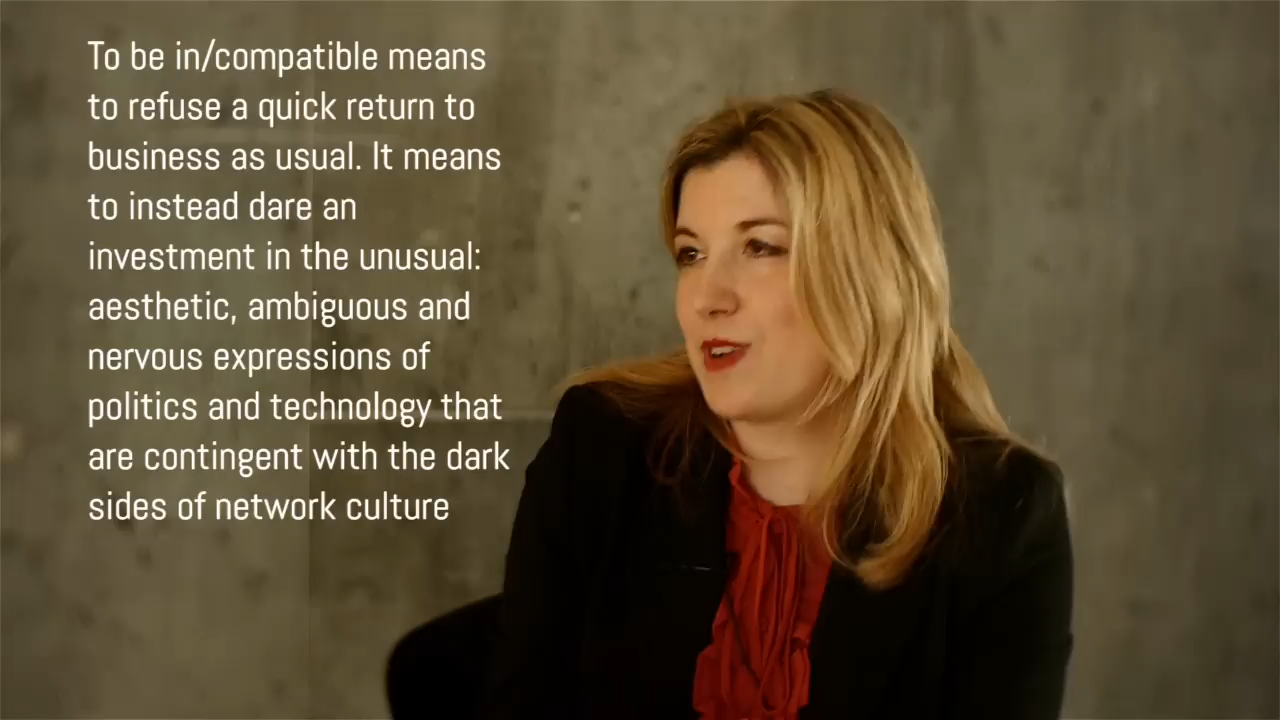 To be in/compatible means
to refuse a quick return to
business as usual. It means
to instead dare an
investment in the unusual:
aesthetic, ambiguous and
nervous expressions of
politics and technology that
are contingent with the dark
sides of network culture